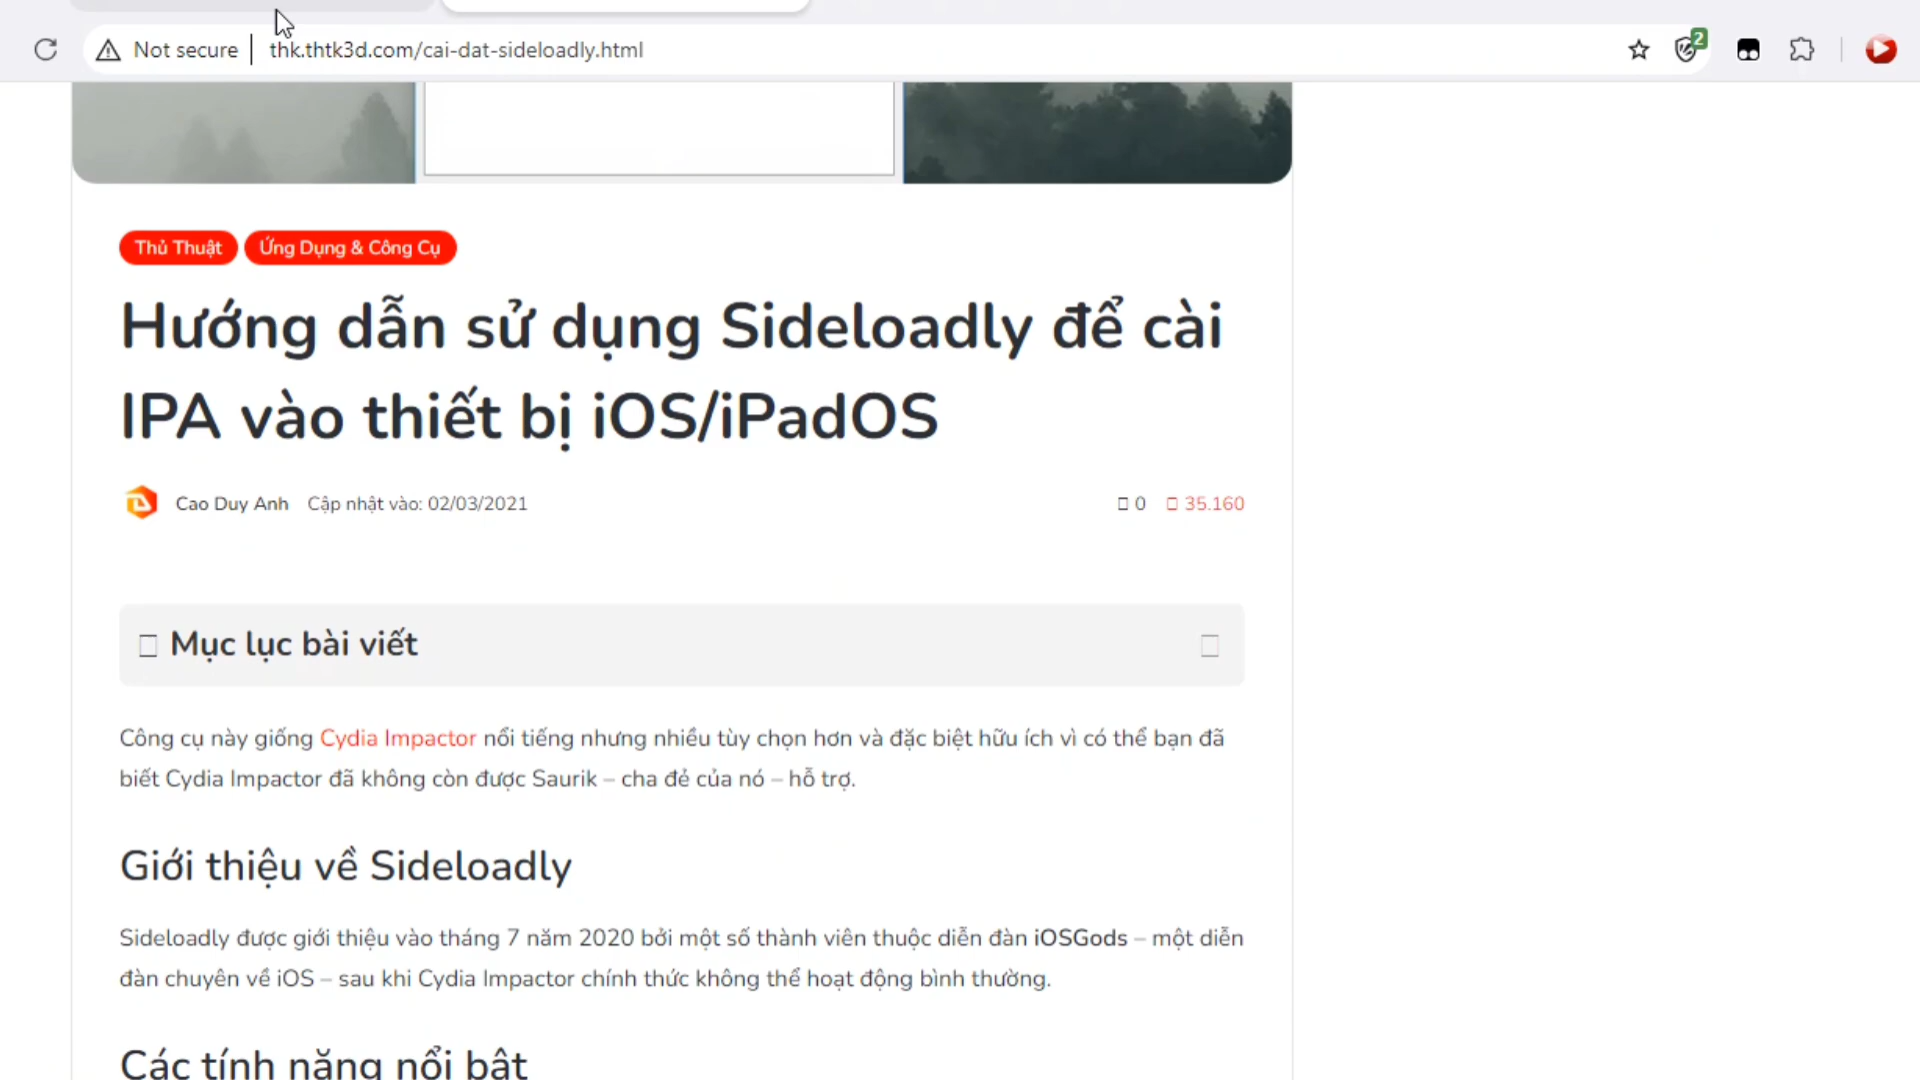 Not secure
thk.thtk3d.com/cai-dat-sideloadly.html
2
Thủ Thuật
Ứng Dụng & Công Cụ
Hướng dẫn sử dụng Sideloadly để cài
IPA vào thiết bị iOS/iPadOS
Cao Duy Anh
Cập nhật vào: 02/03/2021
0
35.160
Mục lục bài viết
Công cụ này giống Cydia Impactor nổi tiếng nhưng nhiều tùy chọn hơn và đặc biệt hữu ích vì có thể bạn đã
biết Cydia Impactor đã không còn được Saurik – cha đẻ của nó – hỗ trợ.
Giới thiệu về Sideloadly
Sideloadly được giới thiệu vào tháng 7 năm 2020 bởi một số thành viên thuộc diễn đàn iOSGods – một diễn
đàn chuyên về iOS – sau khi Cydia Impactor chính thức không thể hoạt động bình thường.
Các tính năng nổi bật